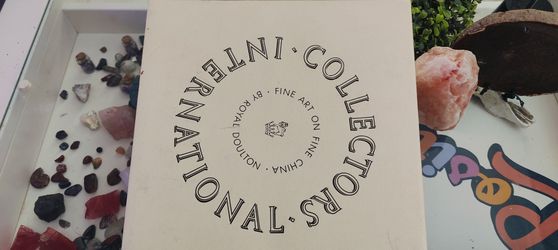 COLLECTORS · INTERNATIONAL ·
FINE ART ON FINE CHINA · BY ROYAL DOULTON ·